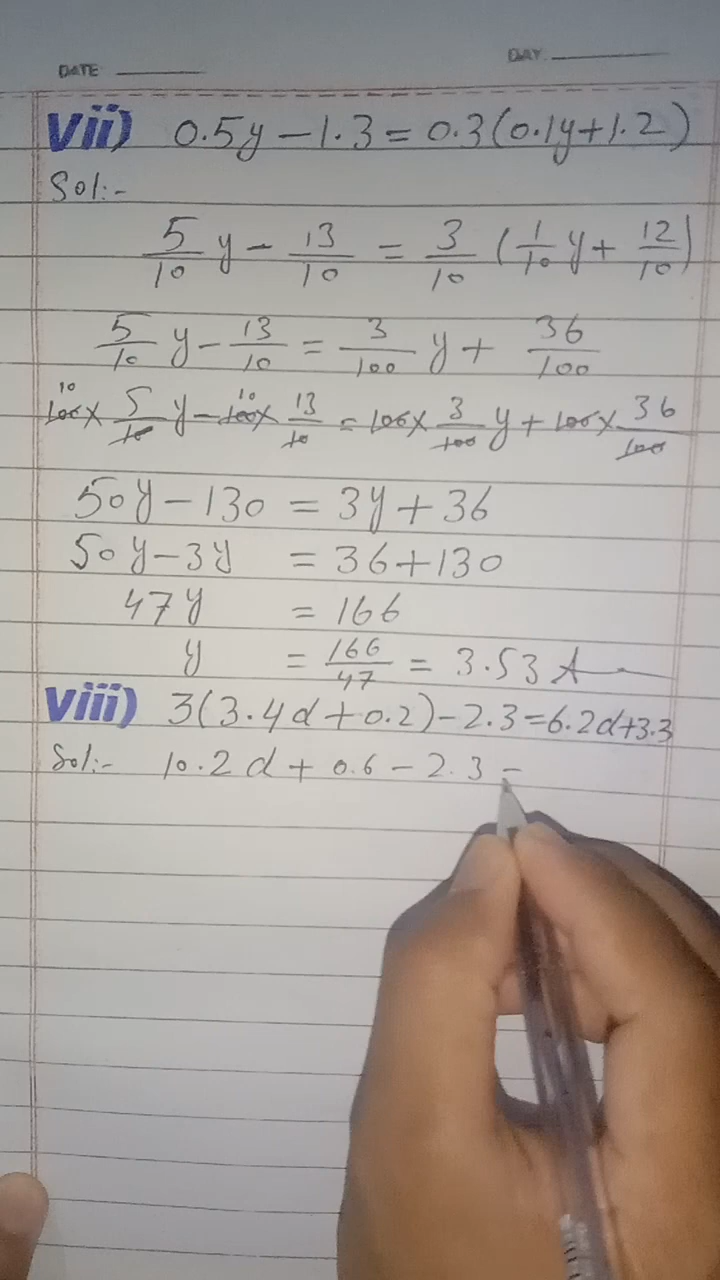 DATE ______ DAY ______
vii) 0.5y - 1.3 = 0.3(0.1y + 1.2)
Sol:-
5/10 y - 13/10 = 3/10 (1/10 y + 12/10)
5/10 y - 13/10 = 3/100 y + 36/100
10 100 × 5/10 y - 10 100 × 13/10 = 100 × 3/100 y + 100 × 36/100
50y - 130 = 3y + 36
50y - 3y = 36 + 130
47y = 166
y = 166/47 = 3.53 A
viii) 3(3.4d + 0.2) - 2.3 = 6.2d + 3.3
Sol:- 10.2d + 0.6 - 2.3 =